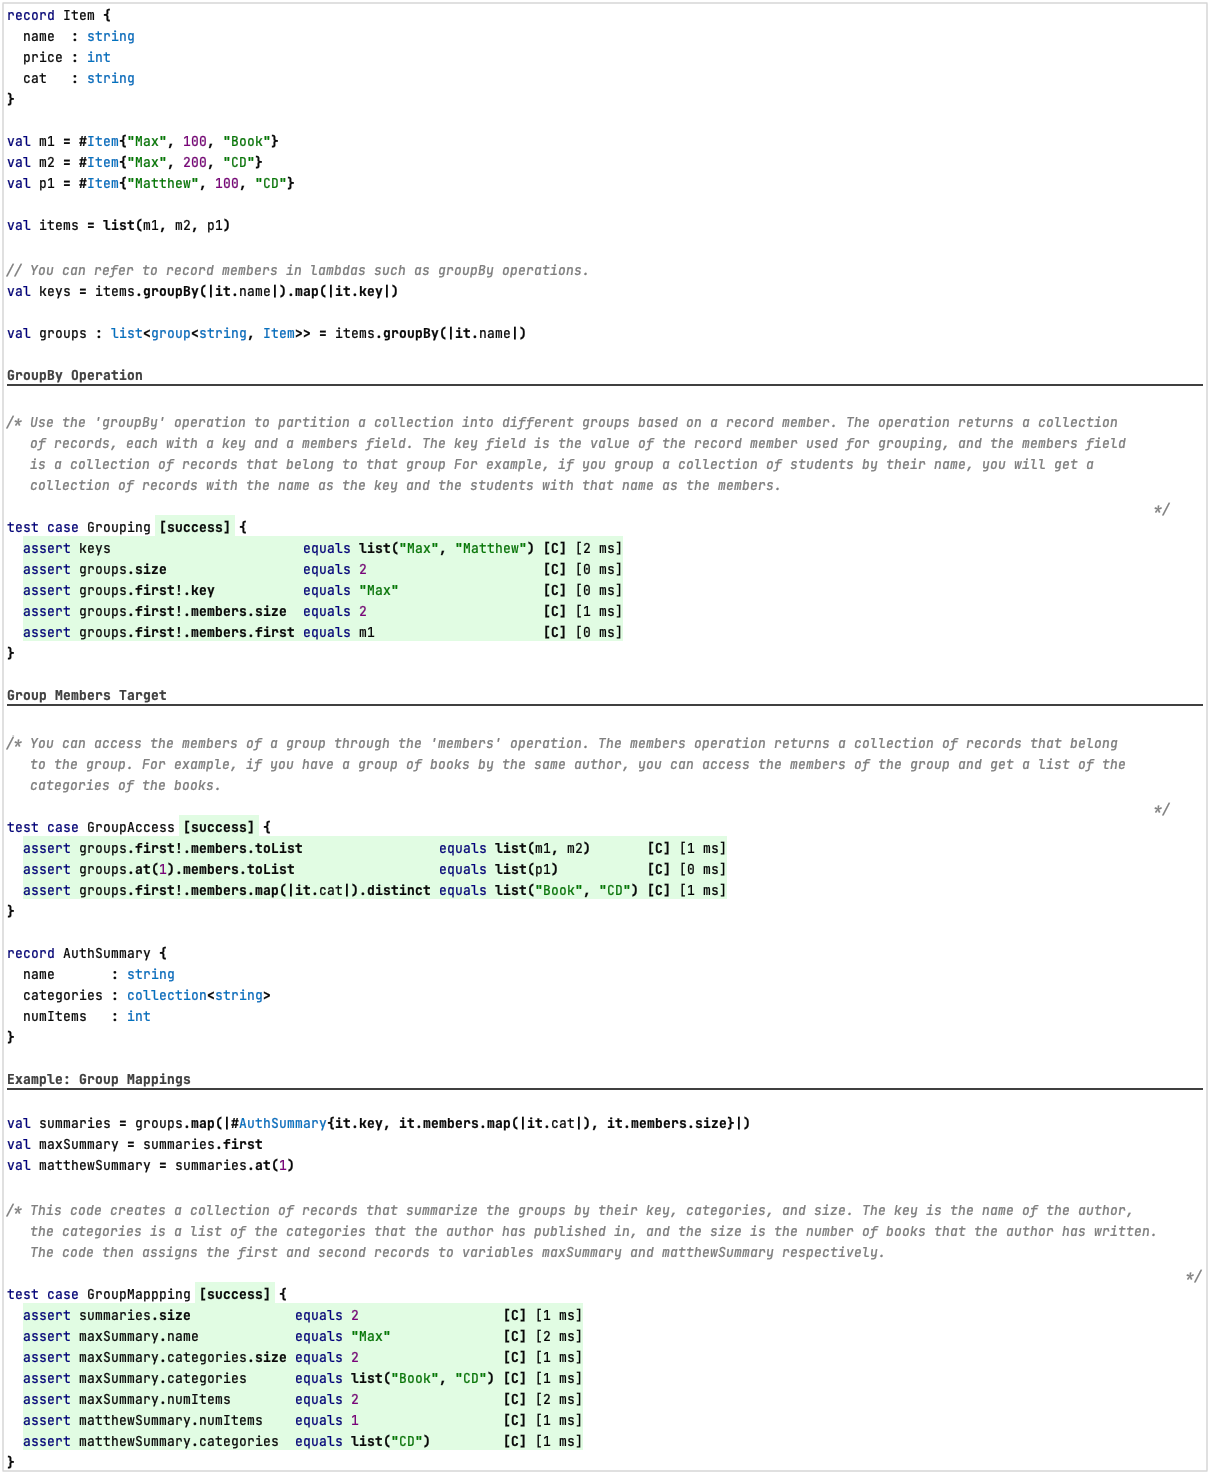 record Item {
  name  : string
  price : int
  cat   : string
}
val m1 = #Item{"Max", 100, "Book"}
val m2 = #Item{"Max", 200, "CD"}
val p1 = #Item{"Matthew", 100, "CD"}
val items = list(m1, m2, p1)
// You can refer to record members in lambdas such as groupBy operations.
val keys = items.groupBy(|it.name|).map(|it.key|)
val groups : list<group<string, Item>> = items.groupBy(|it.name|)
GroupBy Operation
/* Use the 'groupBy' operation to partition a collection into different groups based on a record member. The operation returns a collection
   of records, each with a key and a members field. The key field is the value of the record member used for grouping, and the members field
   is a collection of records that belong to that group For example, if you group a collection of students by their name, you will get a
   collection of records with the name as the key and the students with that name as the members.
*/
test case Grouping [success] {
  assert keys                        equals list("Max", "Matthew") [C] [2 ms]
  assert groups.size                 equals 2                      [C] [0 ms]
  assert groups.first!.key           equals "Max"                  [C] [0 ms]
  assert groups.first!.members.size  equals 2                      [C] [1 ms]
  assert groups.first!.members.first equals m1                     [C] [0 ms]
}
Group Members Target
/* You can access the members of a group through the 'members' operation. The members operation returns a collection of records that belong
   to the group. For example, if you have a group of books by the same author, you can access the members of the group and get a list of the
   categories of the books.
*/
test case GroupAccess [success] {
  assert groups.first!.members.toList                 equals list(m1, m2)       [C] [1 ms]
  assert groups.at(1).members.toList                  equals list(p1)           [C] [0 ms]
  assert groups.first!.members.map(|it.cat|).distinct equals list("Book", "CD") [C] [1 ms]
}
record AuthSummary {
  name       : string
  categories : collection<string>
  numItems   : int
}
Example: Group Mappings
val summaries = groups.map(|#AuthSummary{it.key, it.members.map(|it.cat|), it.members.size}|)
val maxSummary = summaries.first
val matthewSummary = summaries.at(1)
/* This code creates a collection of records that summarize the groups by their key, categories, and size. The key is the name of the author,
   the categories is a list of the categories that the author has published in, and the size is the number of books that the author has written.
   The code then assigns the first and second records to variables maxSummary and matthewSummary respectively.
*/
test case GroupMappping [success] {
  assert summaries.size             equals 2                  [C] [1 ms]
  assert maxSummary.name            equals "Max"              [C] [2 ms]
  assert maxSummary.categories.size equals 2                  [C] [1 ms]
  assert maxSummary.categories      equals list("Book", "CD") [C] [1 ms]
  assert maxSummary.numItems        equals 2                  [C] [2 ms]
  assert matthewSummary.numItems    equals 1                  [C] [1 ms]
  assert matthewSummary.categories  equals list("CD")         [C] [1 ms]
}